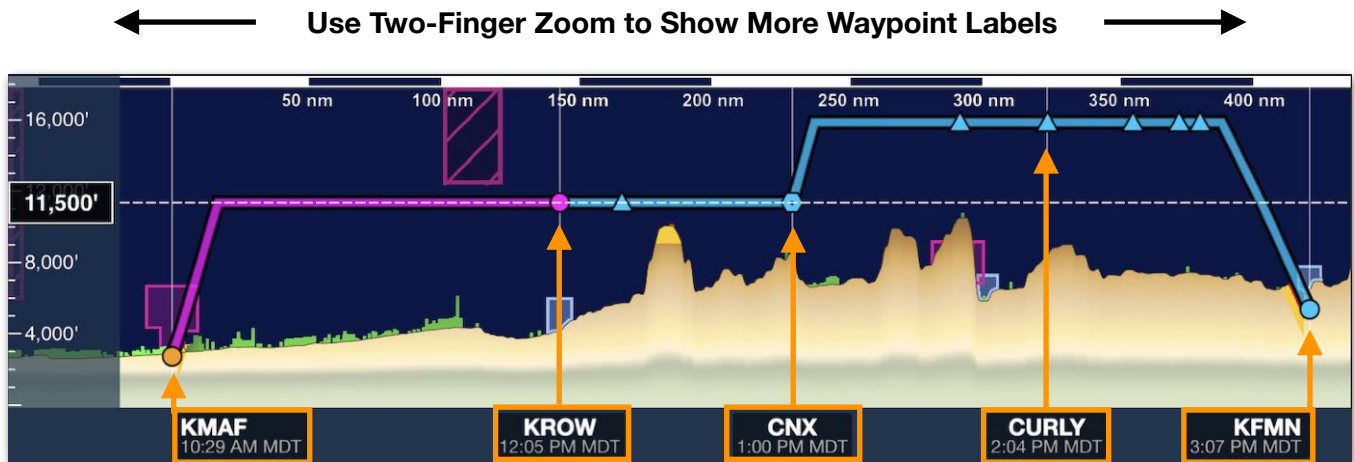 Use Two-Finger Zoom to Show More Waypoint Labels
50 nm 100 nm 150 nm 200 nm 250 nm 300 nm 350 nm 400 nm
16,000'
12,000'
11,500'
8,000'
4,000'
KMAF KROW CNX CURLY KFMN
10:29 AM MDT 12:05 PM MDT 1:00 PM MDT 2:04 PM MDT 3:07 PM MDT